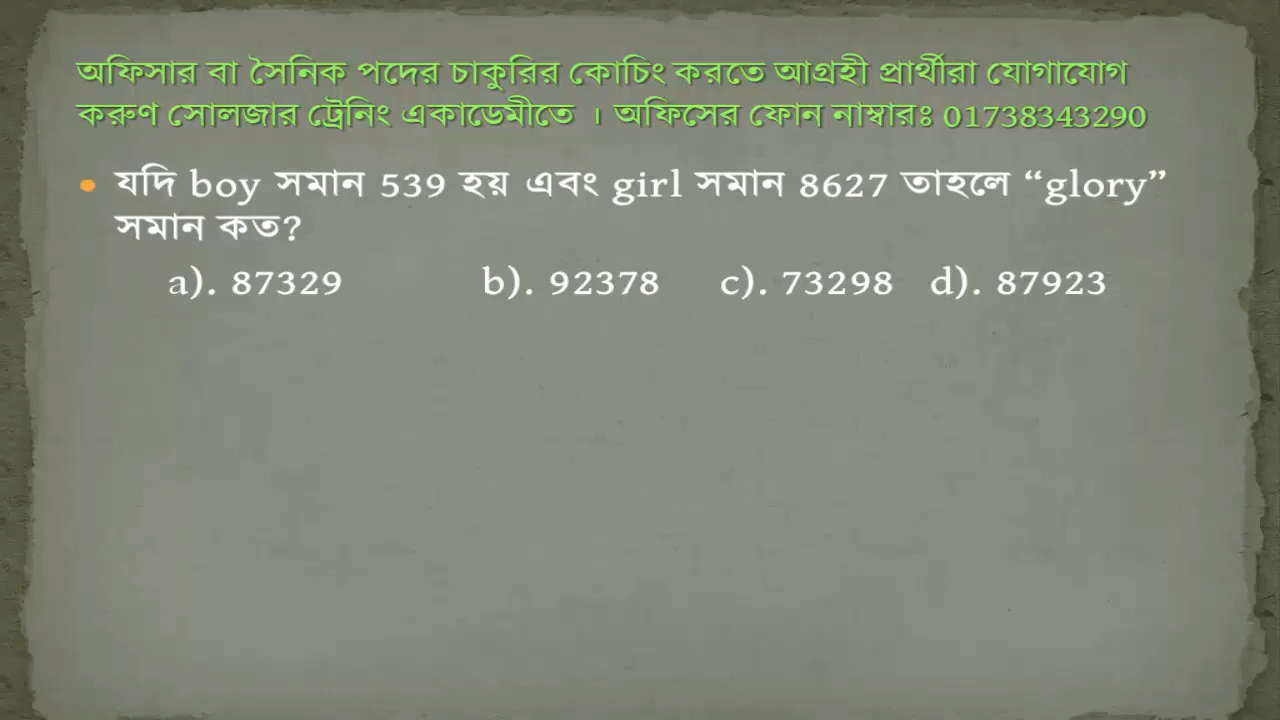 অফিসার বা সৈনিক পদের চাকুরির কোচিং করতে আগ্রহী প্রার্থীরা যোগাযোগ
করুণ সোলজার ট্রেনিং একাডেমীতে । অফিসের ফোন নাম্বারঃ 01738343290
• যদি boy সমান 539 হয় এবং girl সমান 8627 তাহলে “glory”
সমান কত?
a). 87329 b). 92378 c). 73298 d). 87923